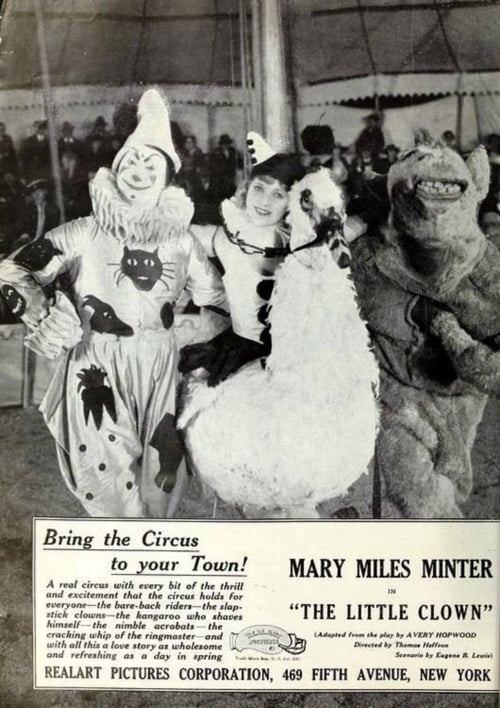 Bring the Circus
to your Town!
A real circus with every bit of the thrill
and excitement that the circus holds for
everyone—the bare-back riders—the slap-
stick clowns—the kangaroo who shaves
himself—the nimble acrobats—the
cracking whip of the ringmaster—and
with all this a love story as wholesome
and refreshing as a day in spring
REALART
PICTURES
Trade Mark Reg. U. S. Pat. Off.
MARY MILES MINTER
IN
"THE LITTLE CLOWN"
(Adapted from the play by AVERY HOPWOOD
Directed by Thomas Heffron
Scenario by Eugene B. Lewis)
REALART PICTURES CORPORATION, 469 FIFTH AVENUE, NEW YORK